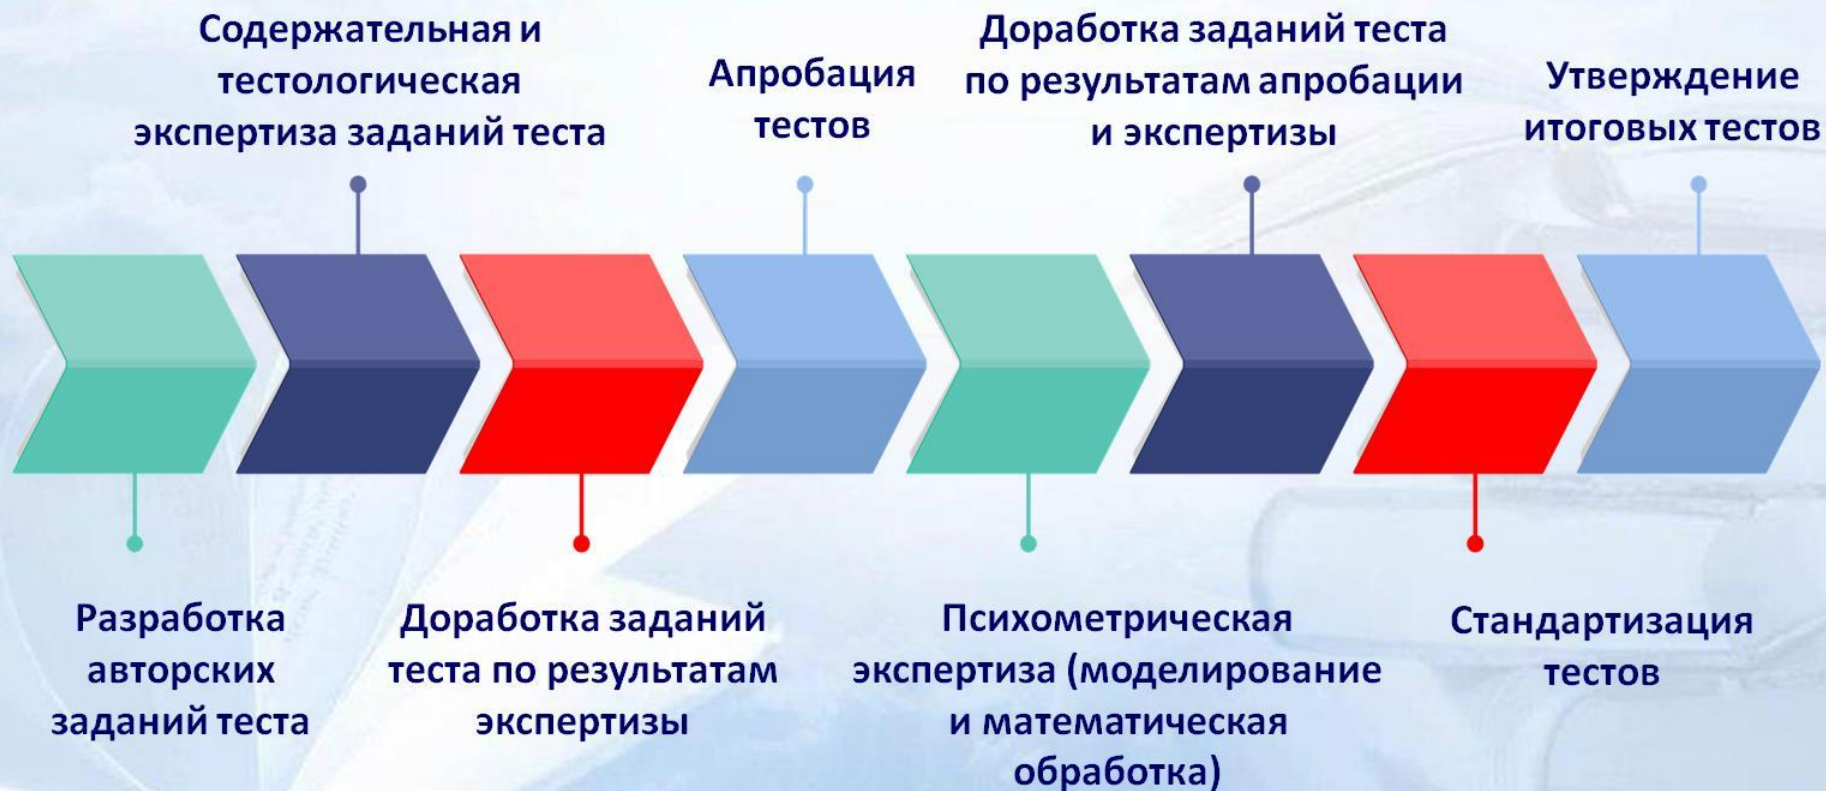 Содержательная и
тестологическая
экспертиза заданий теста
Апробация
тестов
Доработка заданий теста
по результатам апробации
и экспертизы
Утверждение
итоговых тестов
Разработка
авторских
заданий теста
Доработка заданий
теста по результатам
экспертизы
Психометрическая
экспертиза (моделирование
и математическая
обработка)
Стандартизация
тестов